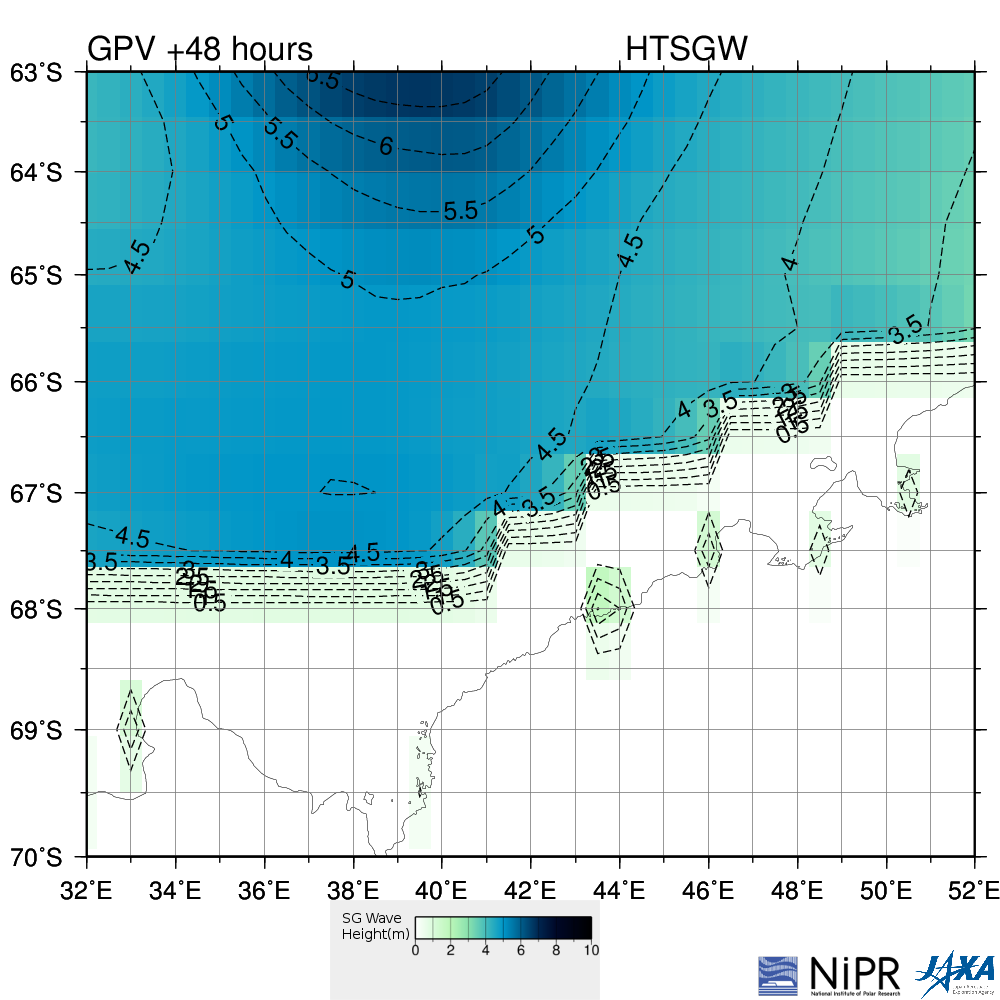 GPV +48 hours HTSGW
63°S
64°S
65°S
66°S
67°S
68°S
69°S
70°S
5.5
5
5.5
6
5.5
5
5
4.5
4.5
4
3.5
4
3.5
0.5
4.5
4
3.5
0.5
4.5
3.5
4
3.5
4.5
0.5
0.5
32°E 34°E 36°E 38°E 40°E 42°E 44°E 46°E 48°E 50°E 52°E
SG Wave
Height(m)
0 2 4 6 8 10
NiPR
National Institute of Polar Research
JAXA
Japan Aerospace Exploration Agency